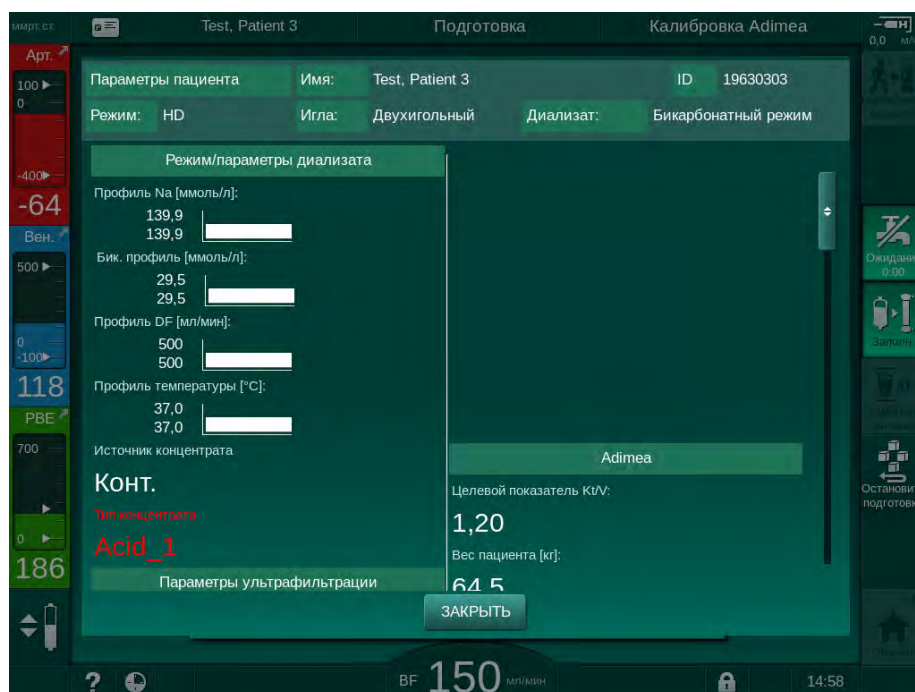 ммрт.ст.
Test, Patient 3
Подготовка
Калибровка Adimea
0,0 м/
Арт.
100
0
-400
-64
Вен.
500
0
-100
118
PBE
700
0
186
Параметры пациента Имя: Test, Patient 3 ID 19630303
Режим: HD Игла: Двухигольный Диализат: Бикарбонатный режим
Режим/параметры диализата
Профиль Na [ммоль/л]:
139,9
139,9
Бик. профиль [ммоль/л]:
29,5
29,5
Профиль DF [мл/мин]:
500
500
Профиль температуры [°C]:
37,0
37,0
Источник концентрата
Конт.
Тип концентрата
Acid_1
Параметры ультрафильтрации
Adimea
Целевой показатель Kt/V:
1,20
Вес пациента [кг]:
64,5
ЗАКРЫТЬ
Ожидани
0:00
Заполн
Останови
подготовк
? BF 150 мл/мин 14:58